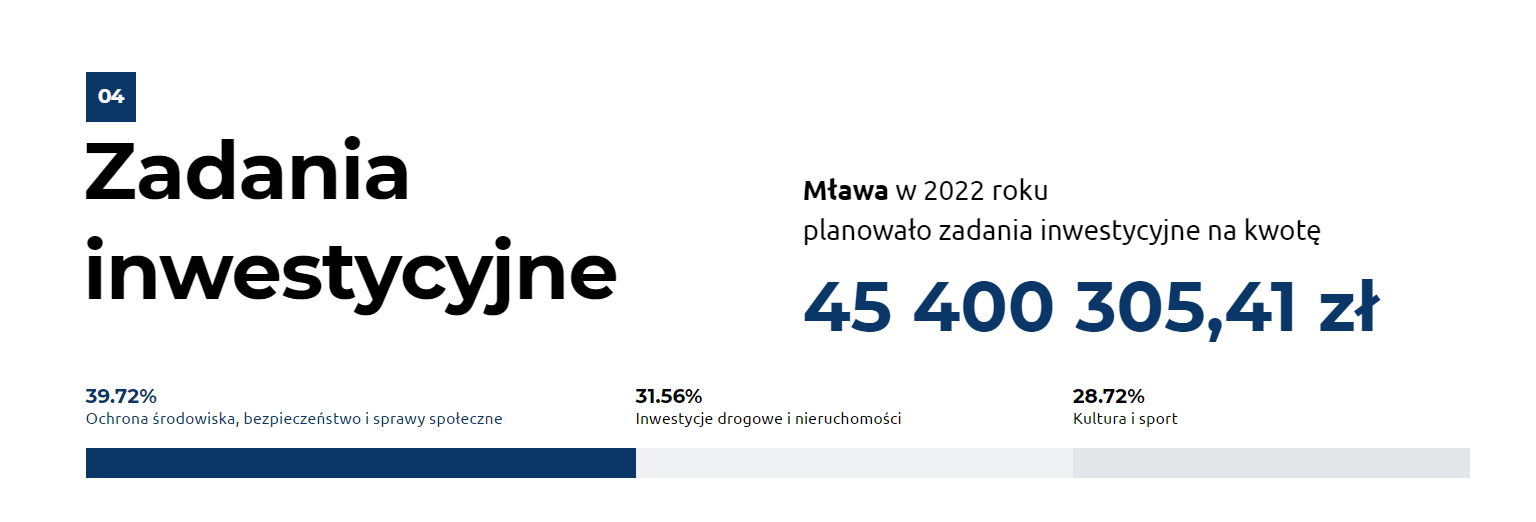 04
Zadania
inwestycyjne
Mława w 2022 roku
planowało zadania inwestycyjne na kwotę
45 400 305,41 zł
39.72%
Ochrona środowiska, bezpieczeństwo i sprawy społeczne
31.56%
Inwestycje drogowe i nieruchomości
28.72%
Kultura i sport